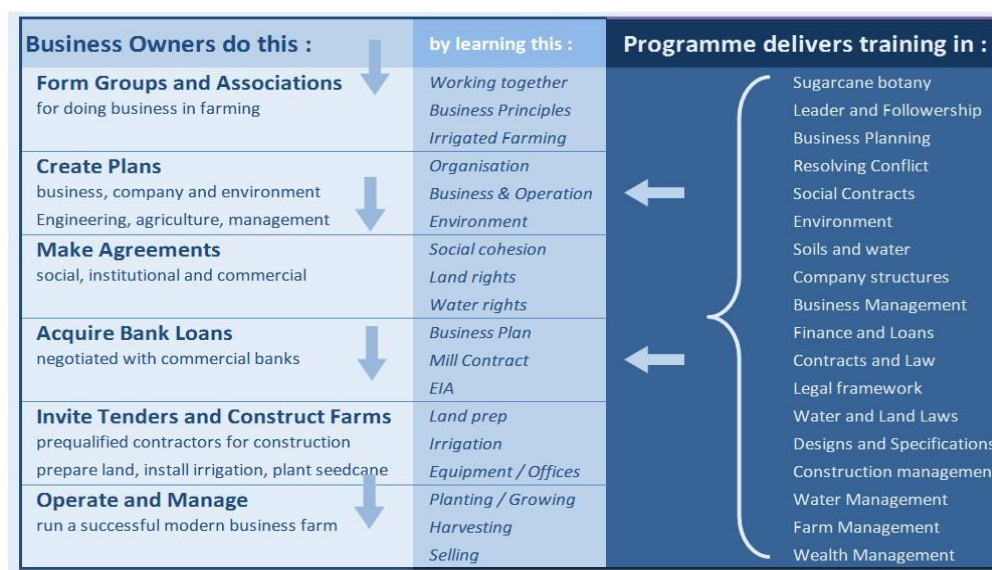 Business Owners do this :
by learning this :
Programme delivers training in :
Form Groups and Associations
for doing business in farming
Working together
Business Principles
Irrigated Farming
Create Plans
business, company and environment
Engineering, agriculture, management
Organisation
Business & Operation
Environment
Make Agreements
social, institutional and commercial
Social cohesion
Land rights
Water rights
Acquire Bank Loans
negotiated with commercial banks
Business Plan
Mill Contract
EIA
Invite Tenders and Construct Farms
prequalified contractors for construction
prepare land, install irrigation, plant seedcane
Land prep
Irrigation
Equipment / Offices
Operate and Manage
run a successful modern business farm
Planting / Growing
Harvesting
Selling
Sugarcane botany
Leader and Followership
Business Planning
Resolving Conflict
Social Contracts
Environment
Soils and water
Company structures
Business Management
Finance and Loans
Contracts and Law
Legal framework
Water and Land Laws
Designs and Specifications
Construction managemen
Water Management
Farm Management
Wealth Management